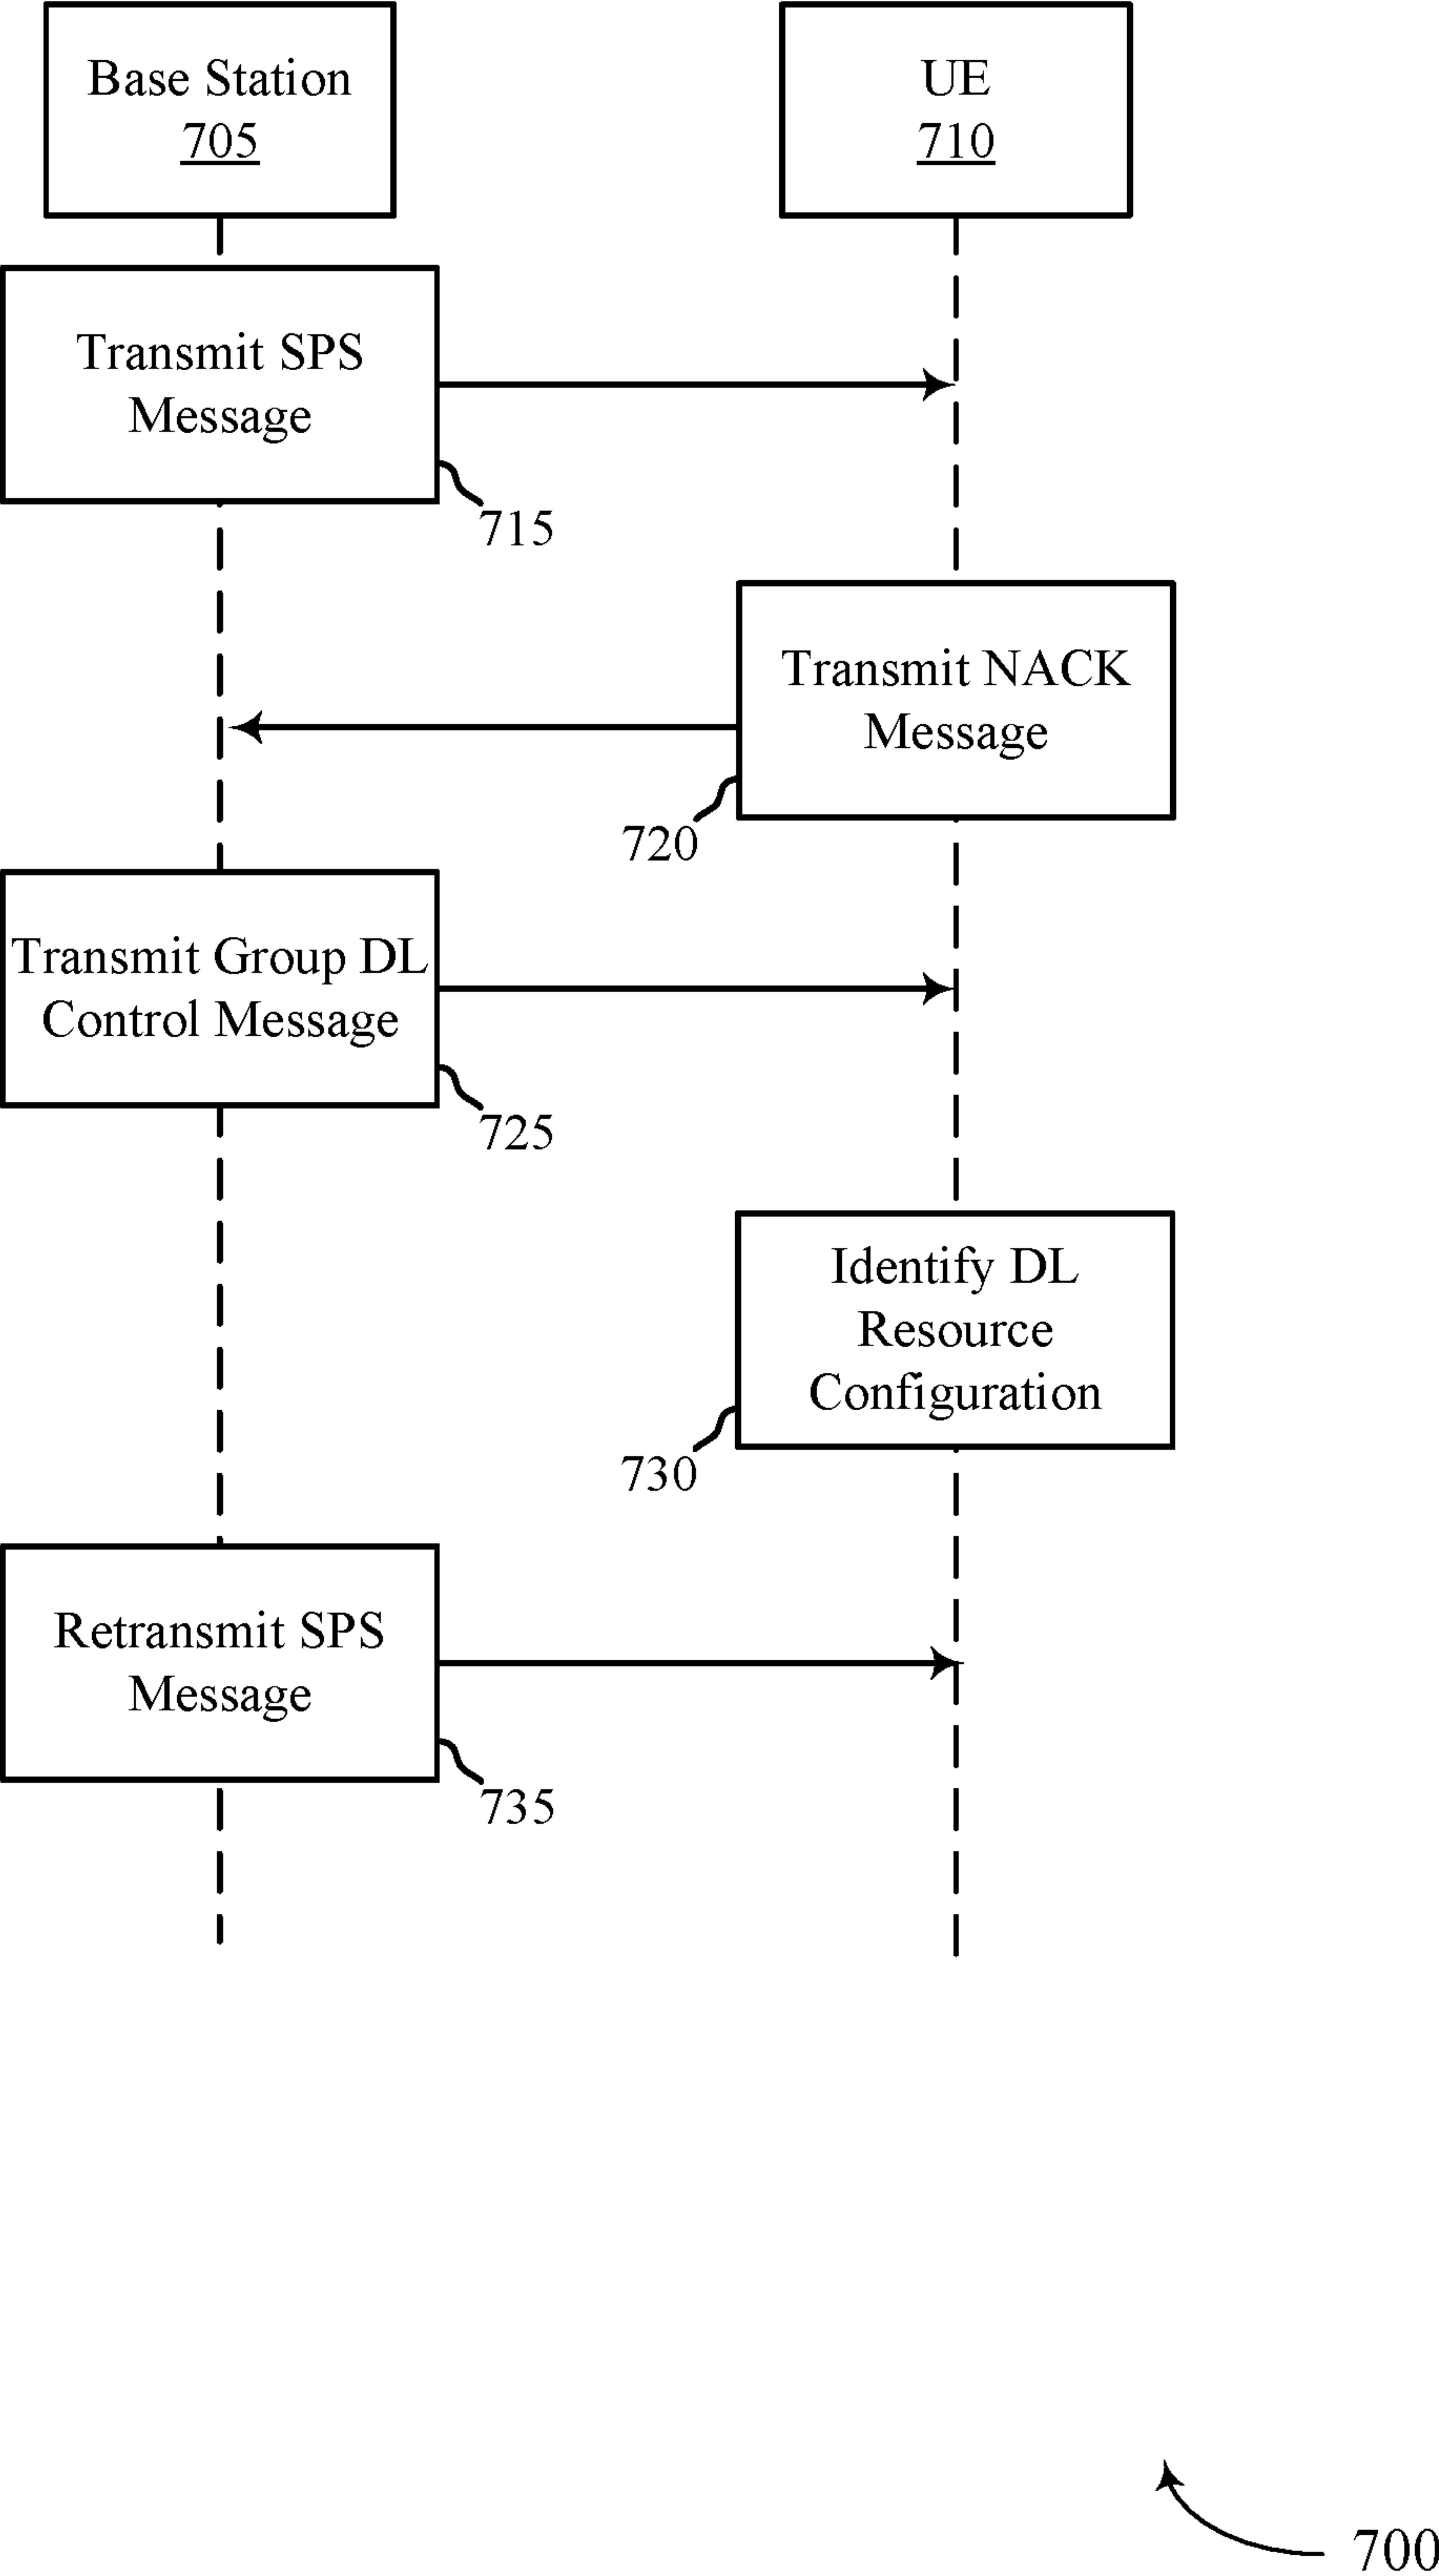 Base Station
705
UE
710
Transmit SPS
Message
715
Transmit NACK
Message
720
Transmit Group DL
Control Message
725
Identify DL
Resource
Configuration
730
Retransmit SPS
Message
735
700